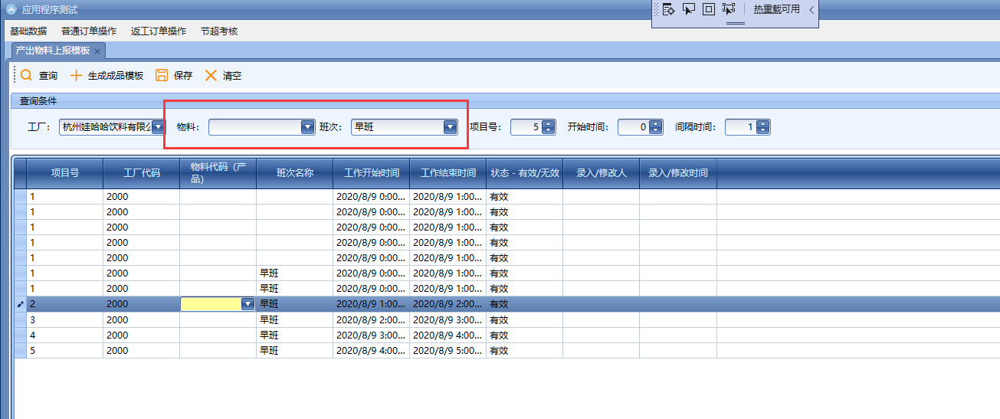 应用程序测试
热重载可用
基础数据 普通订单操作 返工订单操作 节超考核
产出物料上报模板
查询 生成成品模板 保存 清空
查询条件
工厂： 杭州娃哈哈饮料有限公 物料： 班次： 早班 项目号： 5 开始时间： 0 间隔时间： 1
项目号 工厂代码 物料代码（产品） 班次名称 工作开始时间 工作结束时间 状态－有效/无效 录入/修改人 录入/修改时间
1 2000 2020/8/9 0:00... 2020/8/9 1:00... 有效
1 2000 2020/8/9 0:00... 2020/8/9 1:00... 有效
1 2000 2020/8/9 0:00... 2020/8/9 1:00... 有效
1 2000 2020/8/9 0:00... 2020/8/9 1:00... 有效
1 2000 2020/8/9 0:00... 2020/8/9 1:00... 有效
1 2000 早班 2020/8/9 0:00... 2020/8/9 1:00... 有效
1 2000 早班 2020/8/9 0:00... 2020/8/9 1:00... 有效
2 2000 早班 2020/8/9 1:00... 2020/8/9 2:00... 有效
3 2000 早班 2020/8/9 2:00... 2020/8/9 3:00... 有效
4 2000 早班 2020/8/9 3:00... 2020/8/9 4:00... 有效
5 2000 早班 2020/8/9 4:00... 2020/8/9 5:00... 有效